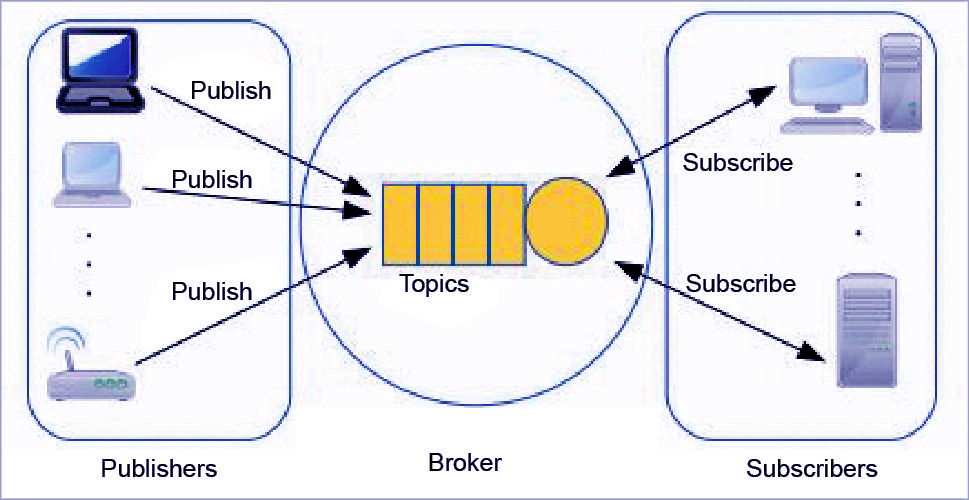 Publish
Publish
Publish
Publishers
Topics
Broker
Subscribe
Subscribe
Subscribers